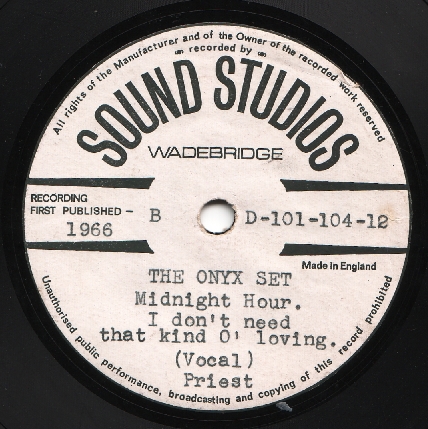 All rights of the Manufacturer and of the Owner of the recorded work reserved
recorded by
SOUND STUDIOS
WADEBRIDGE
RECORDING
FIRST PUBLISHED - B D-101-104-12
1966
Made in England
THE ONYX SET
Midnight Hour.
I don't need
that kind O' loving.
(Vocal)
Priest
Unauthorised public performance, broadcasting and copying of this record prohibited